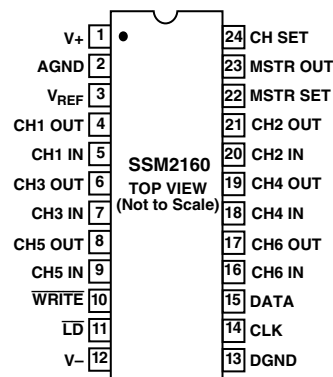 V+ 1 24 CH SET
AGND 2 23 MSTR OUT
VREF 3 22 MSTR SET
CH1 OUT 4 21 CH2 OUT
CH1 IN 5 20 CH2 IN
CH3 OUT 6 19 CH4 OUT
CH3 IN 7 18 CH4 IN
CH5 OUT 8 17 CH6 OUT
CH5 IN 9 16 CH6 IN
WRITE 10 15 DATA
LD 11 14 CLK
V– 12 13 DGND
SSM2160
TOP VIEW
(Not to Scale)